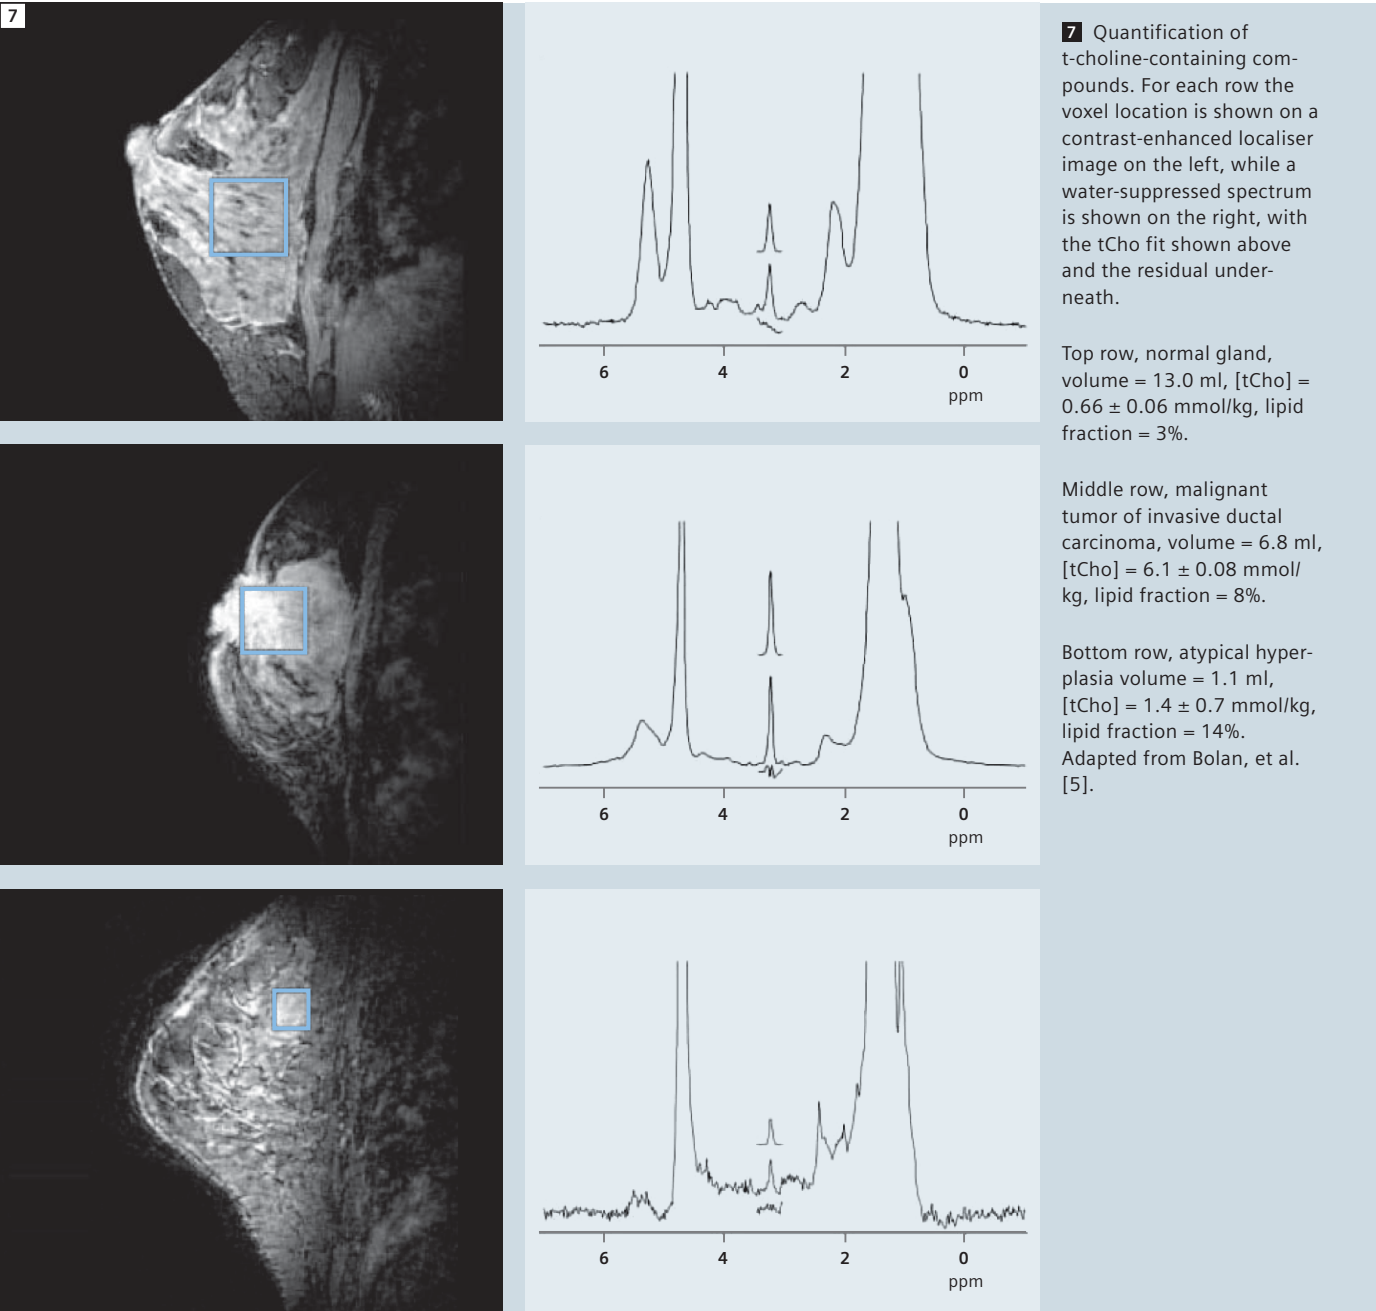 7
6
4
2
0
ppm
6
4
2
0
ppm
6
4
2
0
ppm
7 Quantification of
t-choline-containing com-
pounds. For each row the
voxel location is shown on a
contrast-enhanced localiser
image on the left, while a
water-suppressed spectrum
is shown on the right, with
the tCho fit shown above
and the residual under-
neath.
Top row, normal gland,
volume = 13.0 ml, [tCho] =
0.66 ± 0.06 mmol/kg, lipid
fraction = 3%.
Middle row, malignant
tumor of invasive ductal
carcinoma, volume = 6.8 ml,
[tCho] = 6.1 ± 0.08 mmol/
kg, lipid fraction = 8%.
Bottom row, atypical hyper-
plasia volume = 1.1 ml,
[tCho] = 1.4 ± 0.7 mmol/kg,
lipid fraction = 14%.
Adapted from Bolan, et al.
[5].